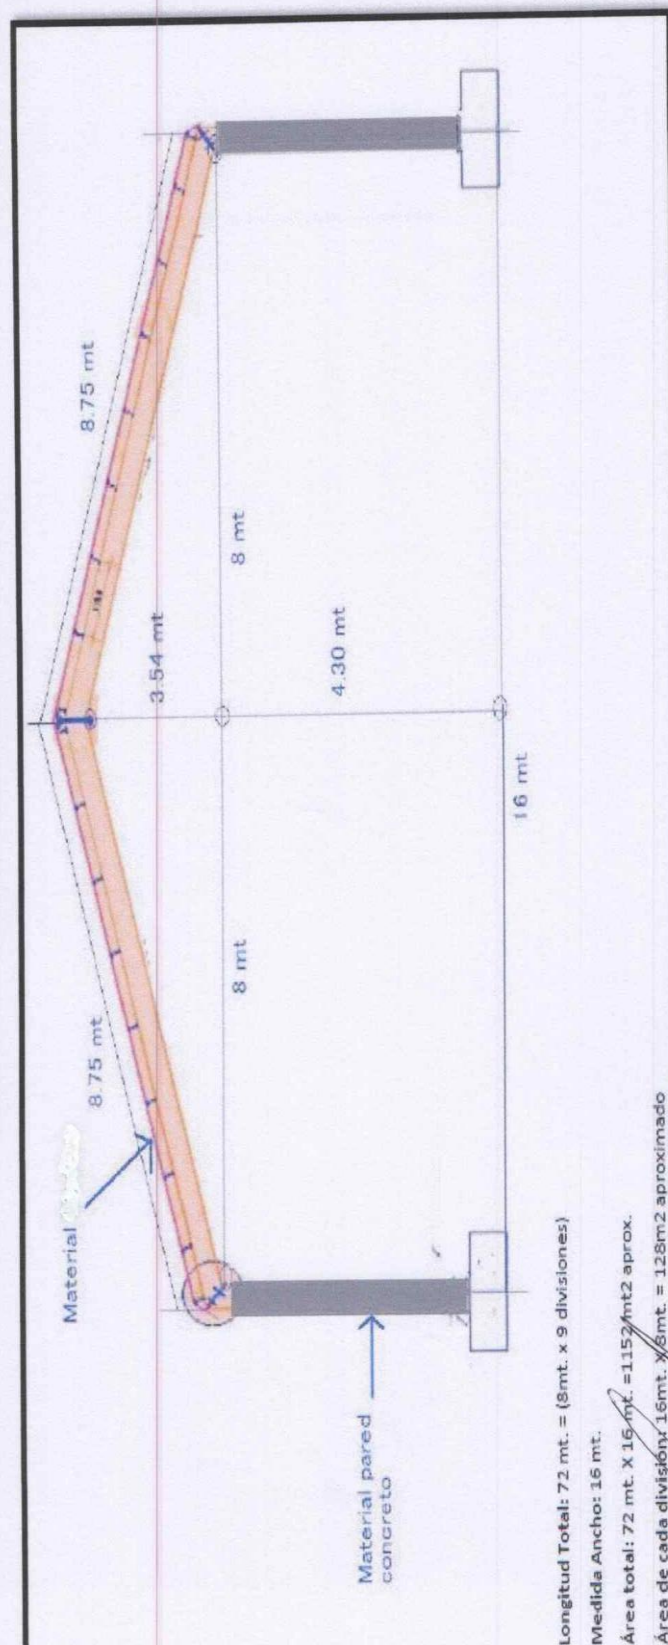 Material
8.75 mt
8.75 mt
3.54 mt
8 mt
8 mt
4.30 mt
16 mt
Material pared
concreto
Longitud Total: 72 mt. = (8mt. x 9 divisiones)
Medida Ancho: 16 mt.
Área total: 72 mt. X 16 mt. =1152 mt2 aprox.
Área de cada división: 16mt. X 8mt. = 128m2 aproximado